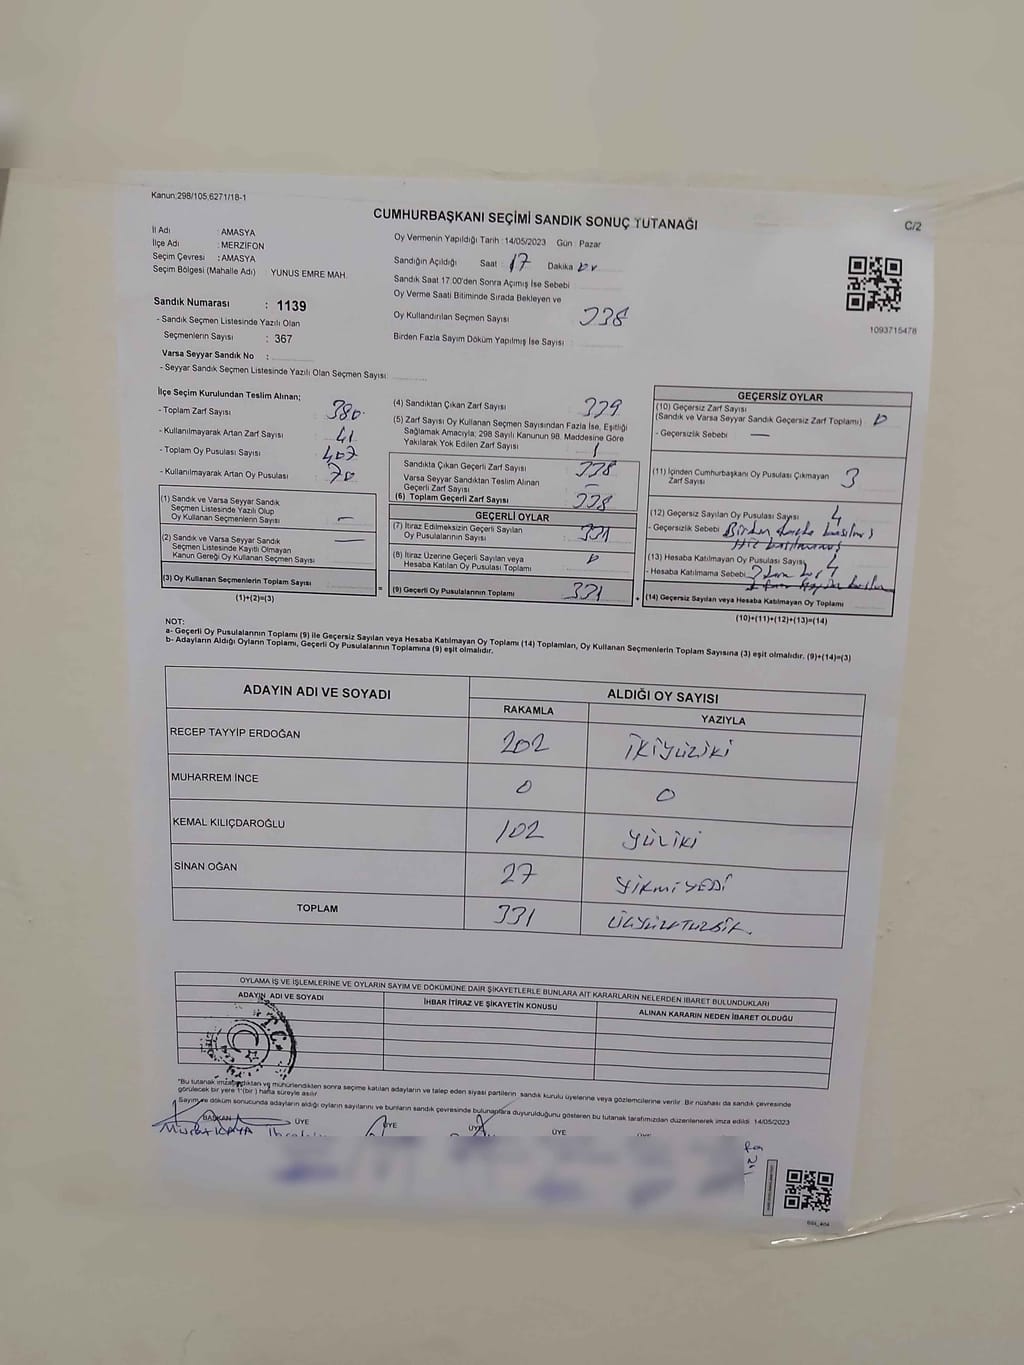 Kanun:298/105.6271/18-1
CUMHURBAŞKANI SEÇİMİ SANDIK SONUÇ TUTANAĞI
C/2
İl Adı : AMASYA
İlçe Adı : MERZİFON
Seçim Çevresi : AMASYA
Seçim Bölgesi (Mahalle Adı) YUNUS EMRE MAH.
Sandık Numarası : 1139
- Sandık Seçmen Listesinde Yazılı Olan
Seçmenlerin Sayısı : 367
Varsa Seyyar Sandık No :
- Seyyar Sandık Seçmen Listesinde Yazılı Olan Seçmen Sayısı:
Oy Vermenin Yapıldığı Tarih : 14/05/2023 Gün : Pazar
Sandığın Açıldığı Saat 17 Dakika
Sandık Saat 17.00'den Sonra Açımış İse Sebebi
Oy Verme Saati Bitiminde Sırada Bekleyen ve
Oy Kullandırılan Seçmen Sayısı 338
Birden Fazla Sayım Döküm Yapılmış İse Sayısı
1093715478
İlçe Seçim Kurulundan Teslim Alınan;
- Toplam Zarf Sayısı 380
- Kullanılmayarak Artan Zarf Sayısı 41
- Toplam Oy Pusulası Sayısı 407
- Kullanılmayarak Artan Oy Pusulası 70
(1) Sandık ve Varsa Seyyar Sandık
Seçmen Listesinde Yazılı Olup
Oy Kullanan Seçmenlerin Sayısı —
(2) Sandık ve Varsa Seyyar Sandık
Seçmen Listesinde Kayıtlı Olmayan
Kanun Gereği Oy Kullanan Seçmen Sayısı —
(3) Oy Kullanan Seçmenlerin Toplam Sayısı
(1)+(2)=(3)
(4) Sandıktan Çıkan Zarf Sayısı 339
(5) Zarf Sayısı Oy Kullanan Seçmen Sayısından Fazla İse, Eşitliği
Sağlamak Amacıyla; 298 Sayılı Kanunun 98. Maddesine Göre
Yakılarak Yok Edilen Zarf Sayısı 1
Sandıkta Çıkan Geçerli Zarf Sayısı 338
Varsa Seyyar Sandıktan Teslim Alınan
Geçerli Zarf Sayısı —
(6) Toplam Geçerli Zarf Sayısı 338
GEÇERLİ OYLAR
(7) İtiraz Edilmeksizin Geçerli Sayılan
Oy Pusulalarının Sayısı 331
(8) İtiraz Üzerine Geçerli Sayılan veya
Hesaba Katılan Oy Pusulası Toplamı 0
= (9) Geçerli Oy Pusulalarının Toplamı 331 +
GEÇERSİZ OYLAR
(10) Geçersiz Zarf Sayısı
(Sandık ve Varsa Seyyar Sandık Geçersiz Zarf Toplamı) 0
- Geçersizlik Sebebi —
(11) İçinden Cumhurbaşkanı Oy Pusulası Çıkmayan
Zarf Sayısı 3
(12) Geçersiz Sayılan Oy Pusulası Sayısı 4
- Geçersizlik Sebebi Birden
(13) Hesaba Katılmayan Oy Pusulası Sayısı 4
- Hesaba Katılmama Sebebi
(14) Geçersiz Sayılan veya Hesaba Katılmayan Oy Toplamı
(10)+(11)+(12)+(13)=(14)
NOT:
a- Geçerli Oy Pusulalarının Toplamı (9) ile Geçersiz Sayılan veya Hesaba Katılmayan Oy Toplamı (14) Toplamları, Oy Kullanan Seçmenlerin Toplam Sayısına (3) eşit olmalıdır. (9)+(14)=(3)
b- Adayların Aldığı Oyların Toplamı, Geçerli Oy Pusulalarının Toplamına (9) eşit olmalıdır.
ADAYIN ADI VE SOYADI ALDIĞI OY SAYISI
RAKAMLA YAZIYLA
RECEP TAYYİP ERDOĞAN 202 İKİYÜZİKİ
MUHARREM İNCE 0 0
KEMAL KILIÇDAROĞLU 102 YÜZİKİ
SİNAN OĞAN 27 YİRMİYEDİ
TOPLAM 331
OYLAMA İŞ VE İŞLEMLERİNE VE OYLARIN SAYIM VE DÖKÜMÜNE DAİR ŞİKAYETLERLE BUNLARA AİT KARARLARIN NELERDEN İBARET BULUNDUKLARI
ADAYIN ADI VE SOYADI İHBAR İTİRAZ VE ŞİKAYETİN KONUSU ALINAN KARARIN NEDEN İBARET OLDUĞU
T.C.
"Bu tutanak imzalandıktan ve mühürlendikten sonra seçime katılan adayların ve talep eden siyasi partilerin sandık kurulu üyelerine veya gözlemcilerine verilir. Bir nüshası da sandık çevresinde
görülecek bir yere 1 (bir) hafta süreyle asılır.
Sayım ve döküm sonucunda adayların aldığı oyların sayılarını ve bunların sandık çevresinde bulunanlara duyurulduğunu gösteren bu tutanak tarafımızdan düzenlenerek imza edildi. 14/05/2023
BAŞKAN ÜYE ÜYE ÜYE ÜYE